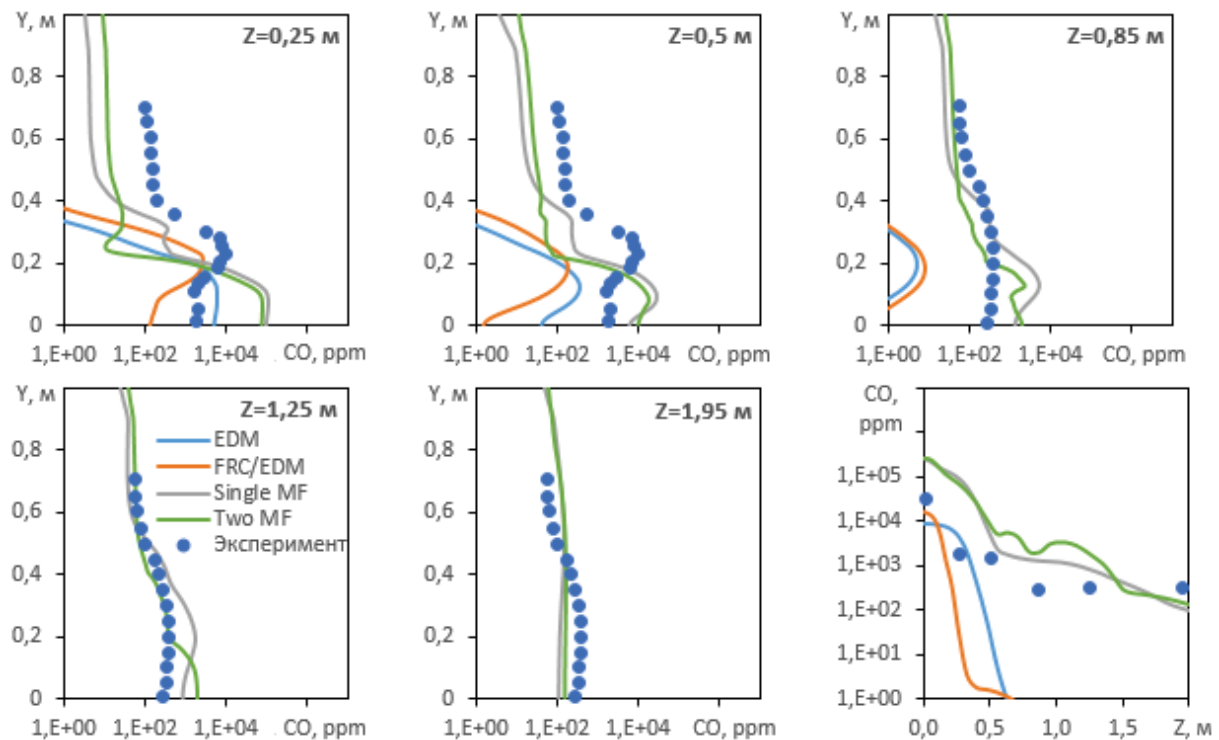 Y, м
Z=0,25 м
0,8
0,6
0,4
0,2
0
1,E+00 1,E+02 1,E+04 CO, ppm
Y, м
Z=0,5 м
0,8
0,6
0,4
0,2
0
1,E+00 1,E+02 1,E+04 CO, ppm
Y, м
Z=0,85 м
0,8
0,6
0,4
0,2
0
1,E+00 1,E+02 1,E+04 CO, ppm
Y, м
Z=1,25 м
0,8
0,6
0,4
0,2
0
EDM
FRC/EDM
Single MF
Two MF
Эксперимент
1,E+00 1,E+02 1,E+04 CO, ppm
Y, м
Z=1,95 м
0,8
0,6
0,4
0,2
0
1,E+00 1,E+02 1,E+04 CO, ppm
CO,
ppm
1,E+05
1,E+04
1,E+03
1,E+02
1,E+01
1,E+00
0,0 0,5 1,0 1,5 Z, м